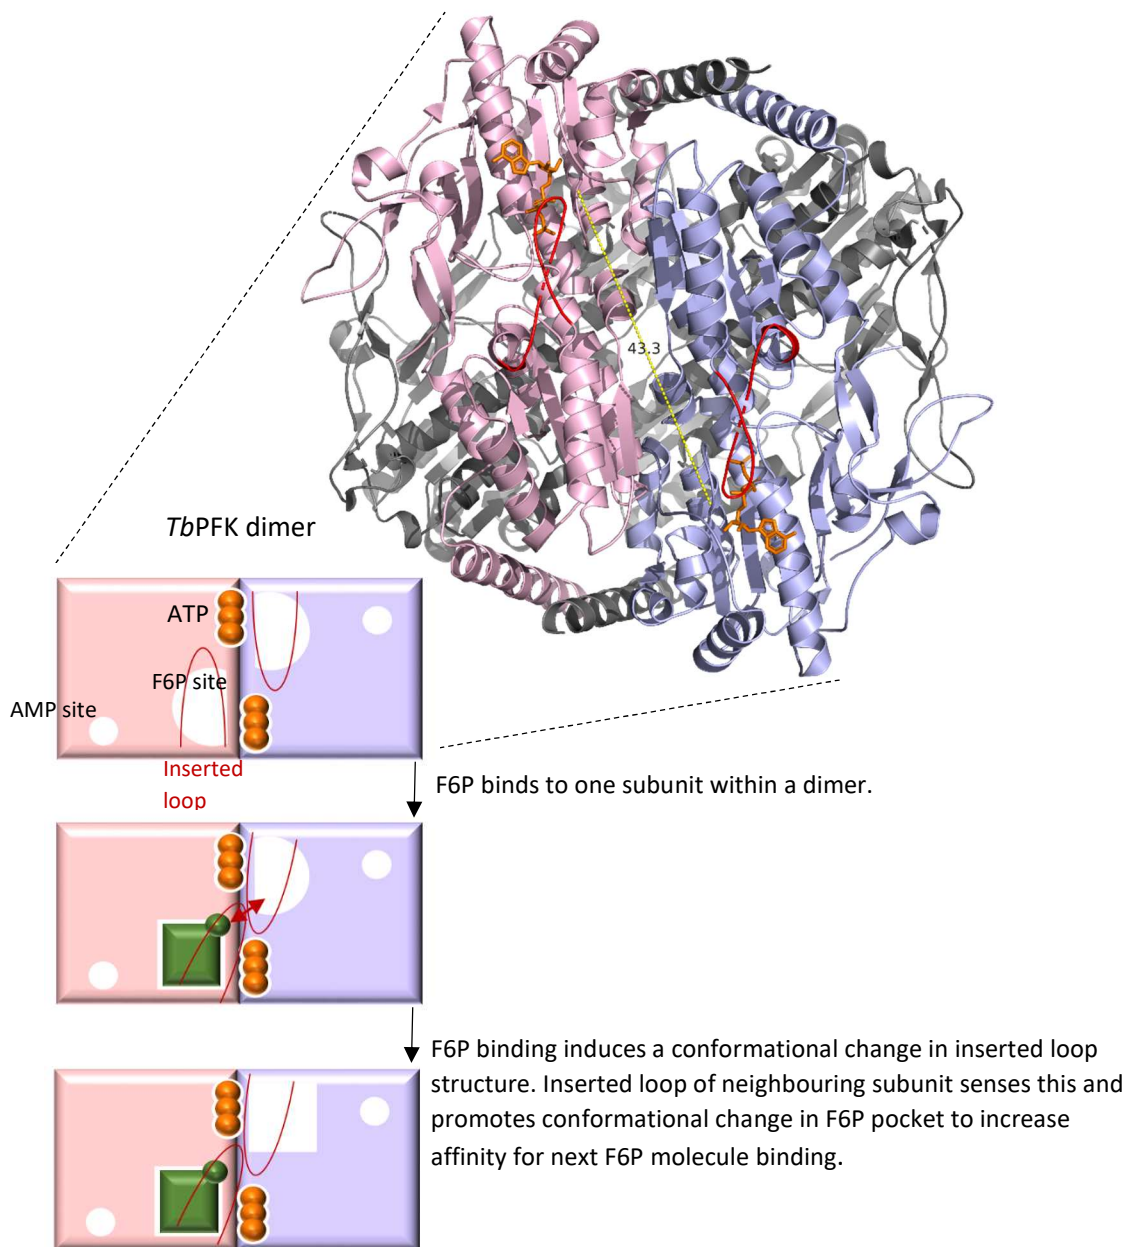 43.3
TbPFK dimer
ATP
F6P site
AMP site
Inserted
loop
F6P binds to one subunit within a dimer.
F6P binding induces a conformational change in inserted loop
structure. Inserted loop of neighbouring subunit senses this and
promotes conformational change in F6P pocket to increase
affinity for next F6P molecule binding.